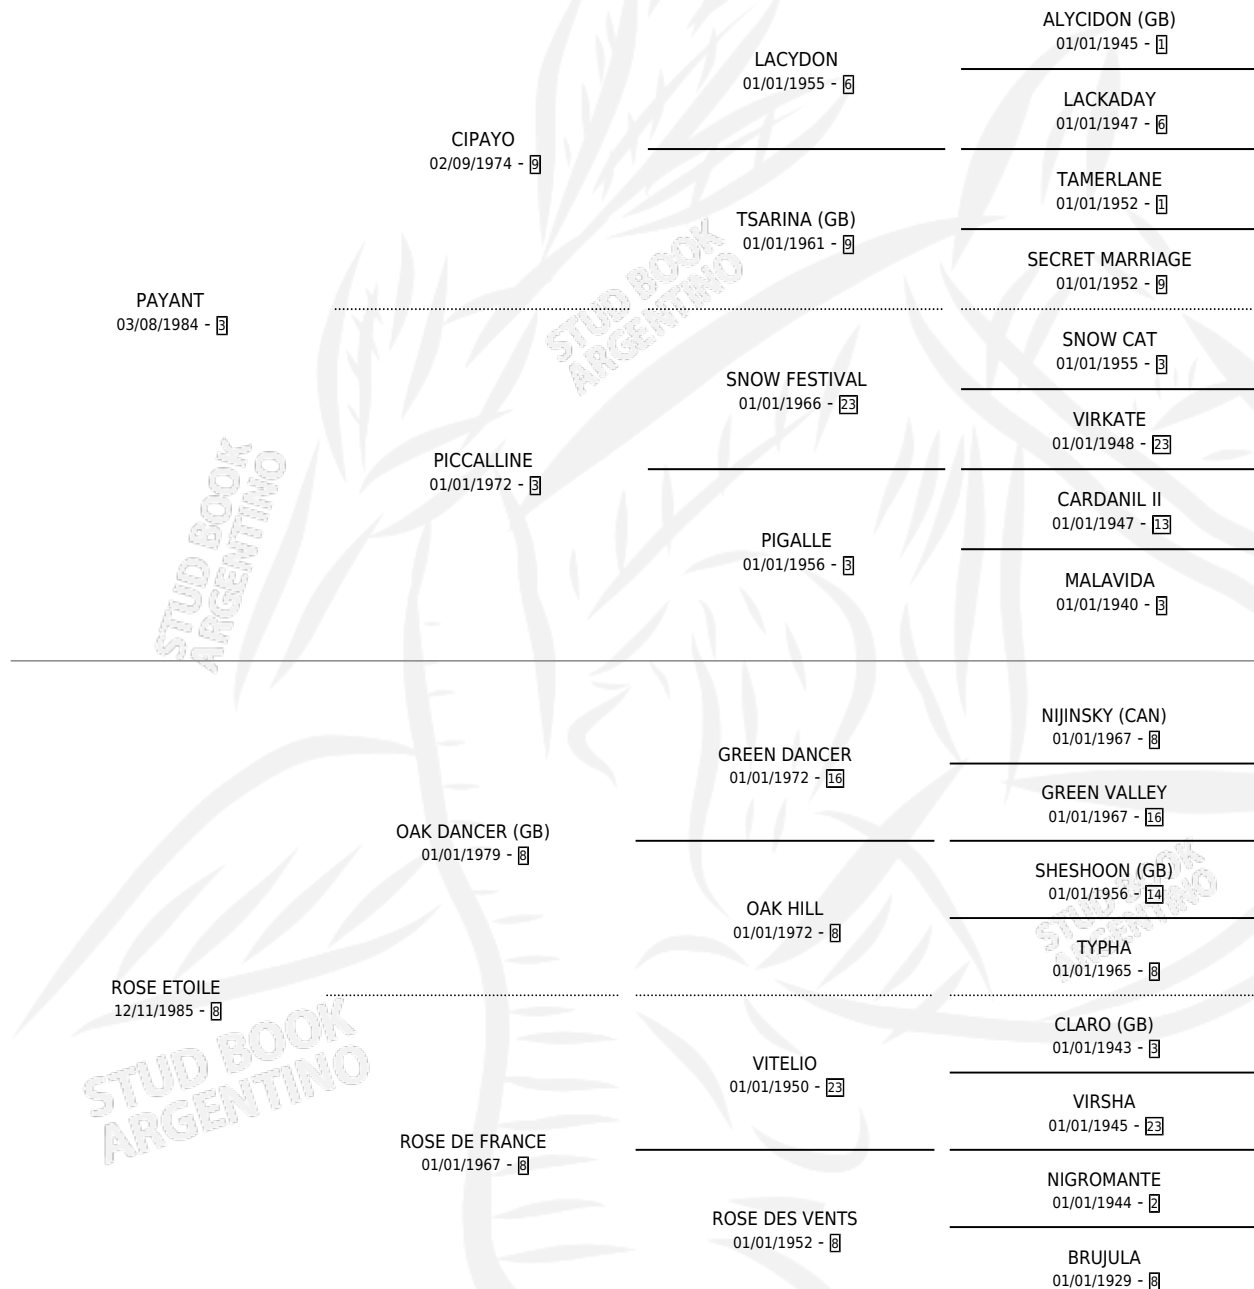 ALYCIDON (GB)
01/01/1945 - 1
LACYDON
01/01/1955 - 6
LACKADAY
01/01/1947 - 6
CIPAYO
02/09/1974 - 9
TAMERLANE
01/01/1952 - 1
TSARINA (GB)
01/01/1961 - 9
SECRET MARRIAGE
01/01/1952 - 9
PAYANT
03/08/1984 - 3
SNOW CAT
01/01/1955 - 3
SNOW FESTIVAL
01/01/1966 - 23
VIRKATE
01/01/1948 - 23
PICCALLINE
01/01/1972 - 3
CARDANIL II
01/01/1947 - 13
PIGALLE
01/01/1956 - 3
MALAVIDA
01/01/1940 - 3
NIJINSKY (CAN)
01/01/1967 - 8
GREEN DANCER
01/01/1972 - 16
GREEN VALLEY
01/01/1967 - 16
OAK DANCER (GB)
01/01/1979 - 8
SHESHOON (GB)
01/01/1956 - 14
OAK HILL
01/01/1972 - 8
TYPHA
01/01/1965 - 8
ROSE ETOILE
12/11/1985 - 8
CLARO (GB)
01/01/1943 - 3
VITELIO
01/01/1950 - 23
VIRSHA
01/01/1945 - 23
ROSE DE FRANCE
01/01/1967 - 8
NIGROMANTE
01/01/1944 - 2
ROSE DES VENTS
01/01/1952 - 8
BRUJULA
01/01/1929 - 8
STUD BOOK
ARGENTINO
STUD BOOK
ARGENTINO
STUD BOOK
ARGENTINO
STUD BOOK
ARGENTINO